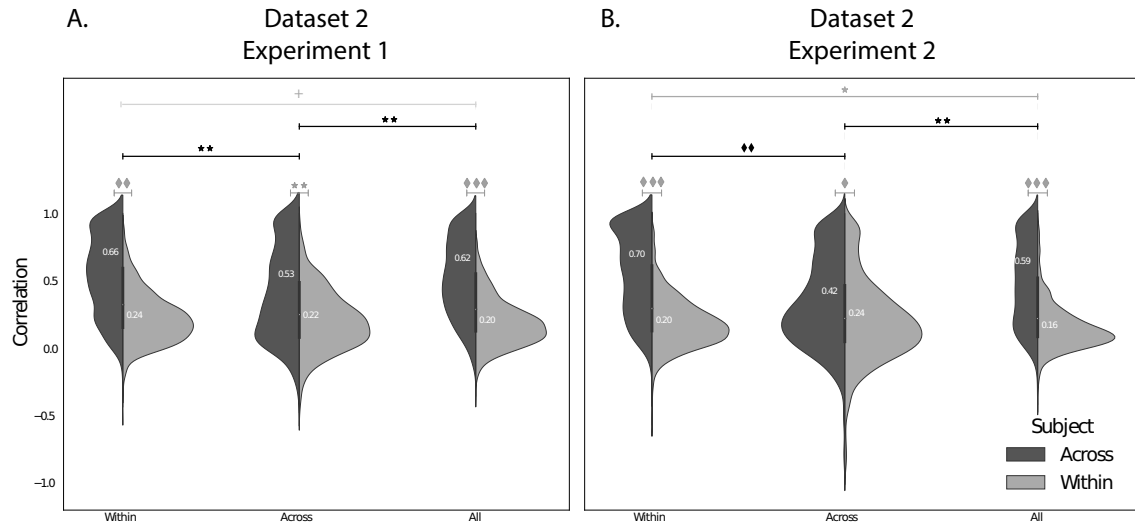 A.
Dataset 2
Experiment 1
B.
Dataset 2
Experiment 2
+
**
**
♦♦
**
♦♦♦
1.0
0.5
0.0
−0.5
−1.0
Correlation
0.66
0.24
0.53
0.22
0.62
0.20
Within
Across
All
*
**
♦♦
♦♦♦
♦
♦♦♦
0.70
0.20
0.42
0.24
0.59
0.16
Subject
Across
Within
Within
Across
All